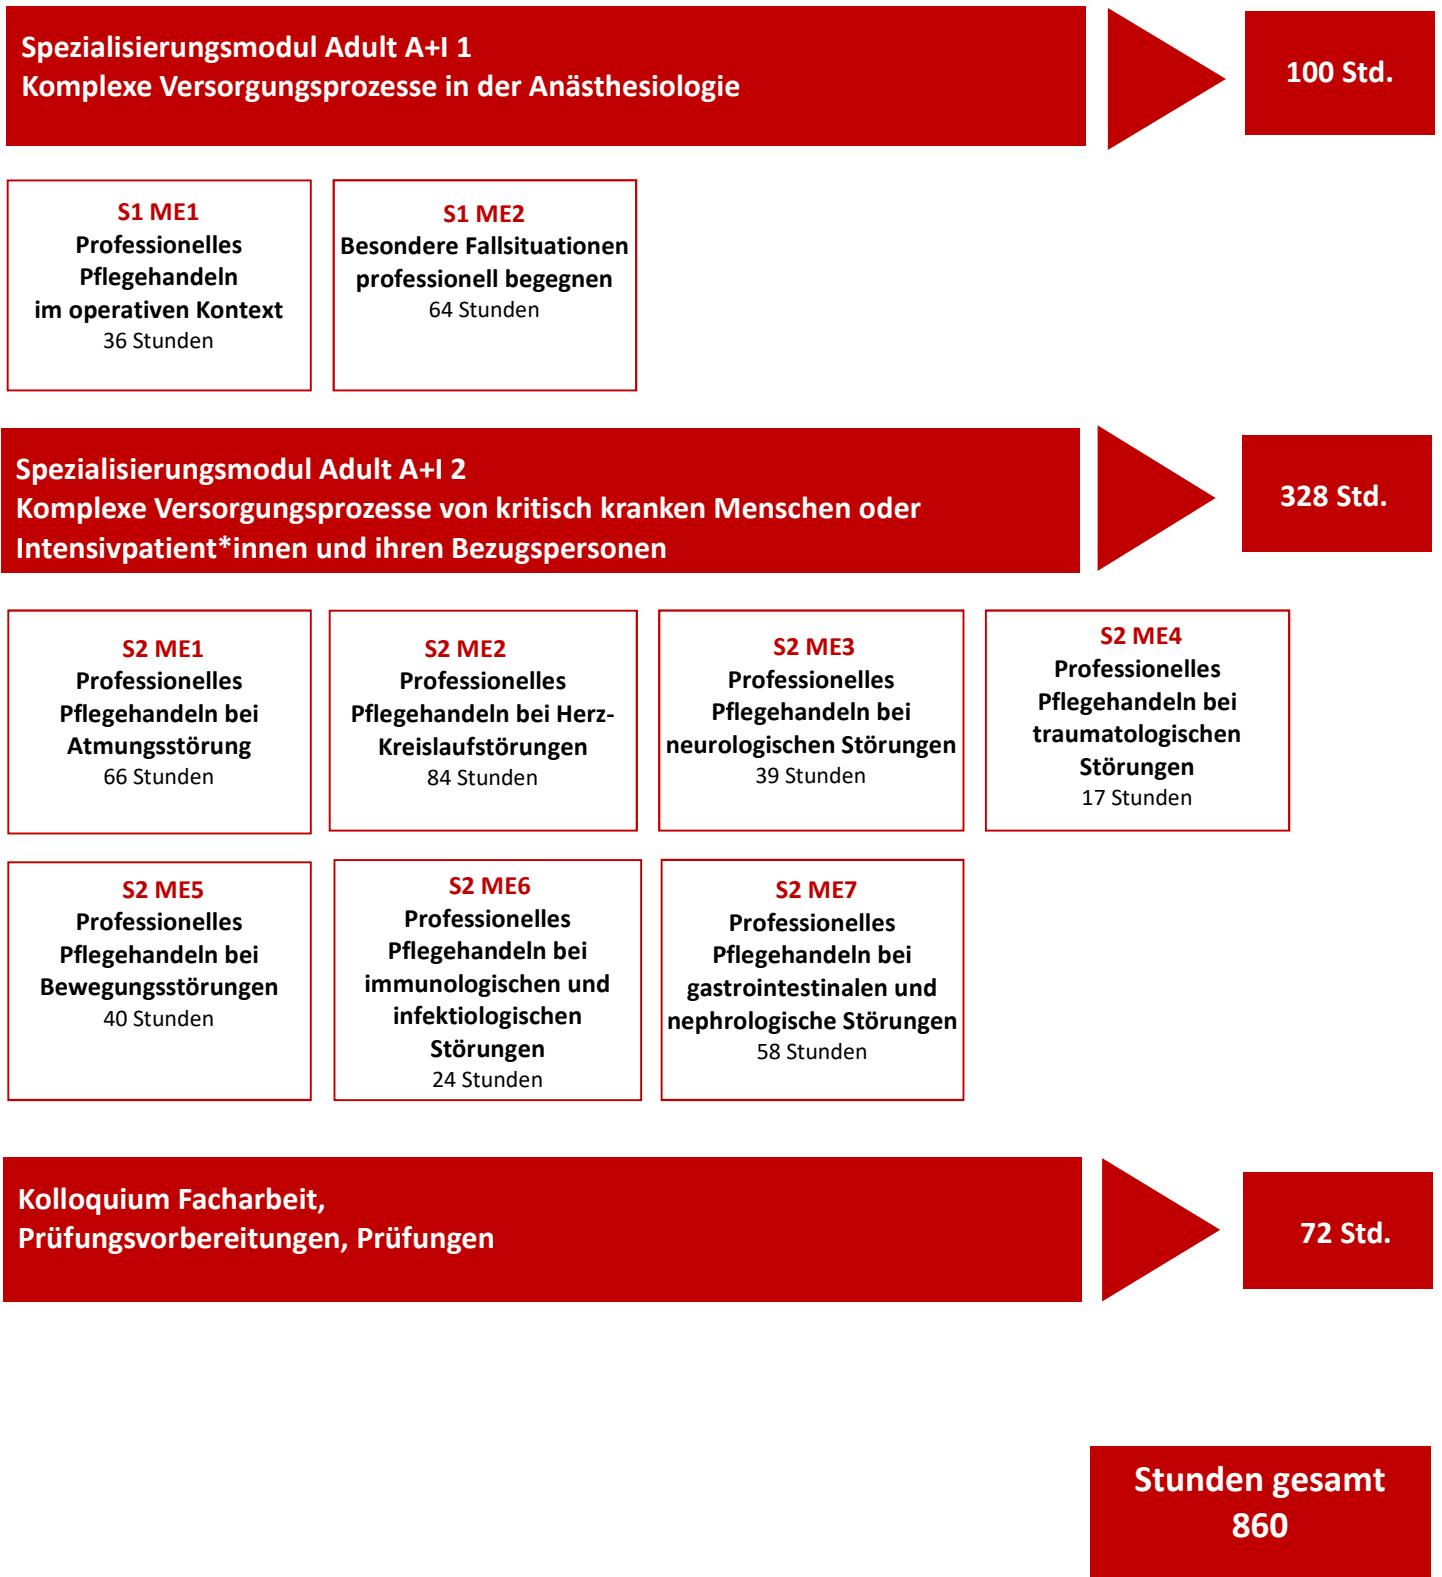 Spezialisierungsmodul Adult A+I 1
Komplexe Versorgungsprozesse in der Anästhesiologie
100 Std.
S1 ME1
Professionelles
Pflegehandeln
im operativen Kontext
36 Stunden
S1 ME2
Besondere Fallsituationen
professionell begegnen
64 Stunden
Spezialisierungsmodul Adult A+I 2
Komplexe Versorgungsprozesse von kritisch kranken Menschen oder
Intensivpatient*innen und ihren Bezugspersonen
328 Std.
S2 ME1
Professionelles
Pflegehandeln bei
Atmungsstörung
66 Stunden
S2 ME2
Professionelles
Pflegehandeln bei Herz-
Kreislaufstörungen
84 Stunden
S2 ME3
Professionelles
Pflegehandeln bei
neurologischen Störungen
39 Stunden
S2 ME4
Professionelles
Pflegehandeln bei
traumatologischen
Störungen
17 Stunden
S2 ME5
Professionelles
Pflegehandeln bei
Bewegungsstörungen
40 Stunden
S2 ME6
Professionelles
Pflegehandeln bei
immunologischen und
infektiologischen
Störungen
24 Stunden
S2 ME7
Professionelles
Pflegehandeln bei
gastrointestinalen und
nephrologische Störungen
58 Stunden
Kolloquium Facharbeit,
Prüfungsvorbereitungen, Prüfungen
72 Std.
Stunden gesamt
860